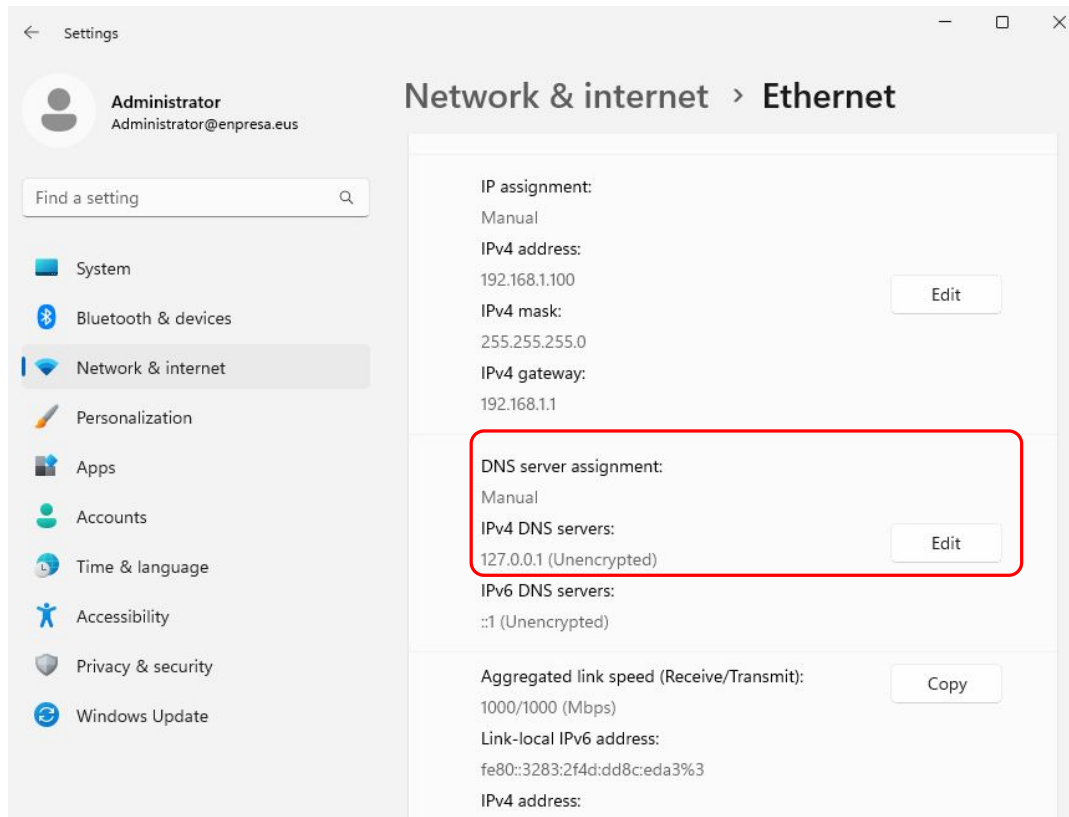 Settings
Administrator
Administrator@enpresa.eus
Find a setting
System
Bluetooth & devices
Network & internet
Personalization
Apps
Accounts
Time & language
Accessibility
Privacy & security
Windows Update
Network & internet > Ethernet
IP assignment:
Manual
IPv4 address:
192.168.1.100
IPv4 mask:
255.255.255.0
IPv4 gateway:
192.168.1.1
Edit
DNS server assignment:
Manual
IPv4 DNS servers:
127.0.0.1 (Unencrypted)
IPv6 DNS servers:
::1 (Unencrypted)
Edit
Aggregated link speed (Receive/Transmit):
1000/1000 (Mbps)
Link-local IPv6 address:
fe80::3283:2f4d:dd8c:eda3%3
IPv4 address:
Copy